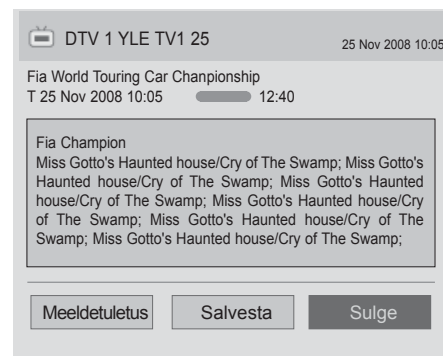 DTV 1 YLE TV1 25
25 Nov 2008 10:05
Fia World Touring Car Chanpionship
T 25 Nov 2008 10:05 12:40
Fia Champion
Miss Gotto's Haunted house/Cry of The Swamp; Miss Gotto's
Haunted house/Cry of The Swamp; Miss Gotto's Haunted
house/Cry of The Swamp; Miss Gotto's Haunted house/Cry
of The Swamp; Miss Gotto's Haunted house/Cry of The
Swamp; Miss Gotto's Haunted house/Cry of The Swamp;
Meeldetuletus Salvesta Sulge